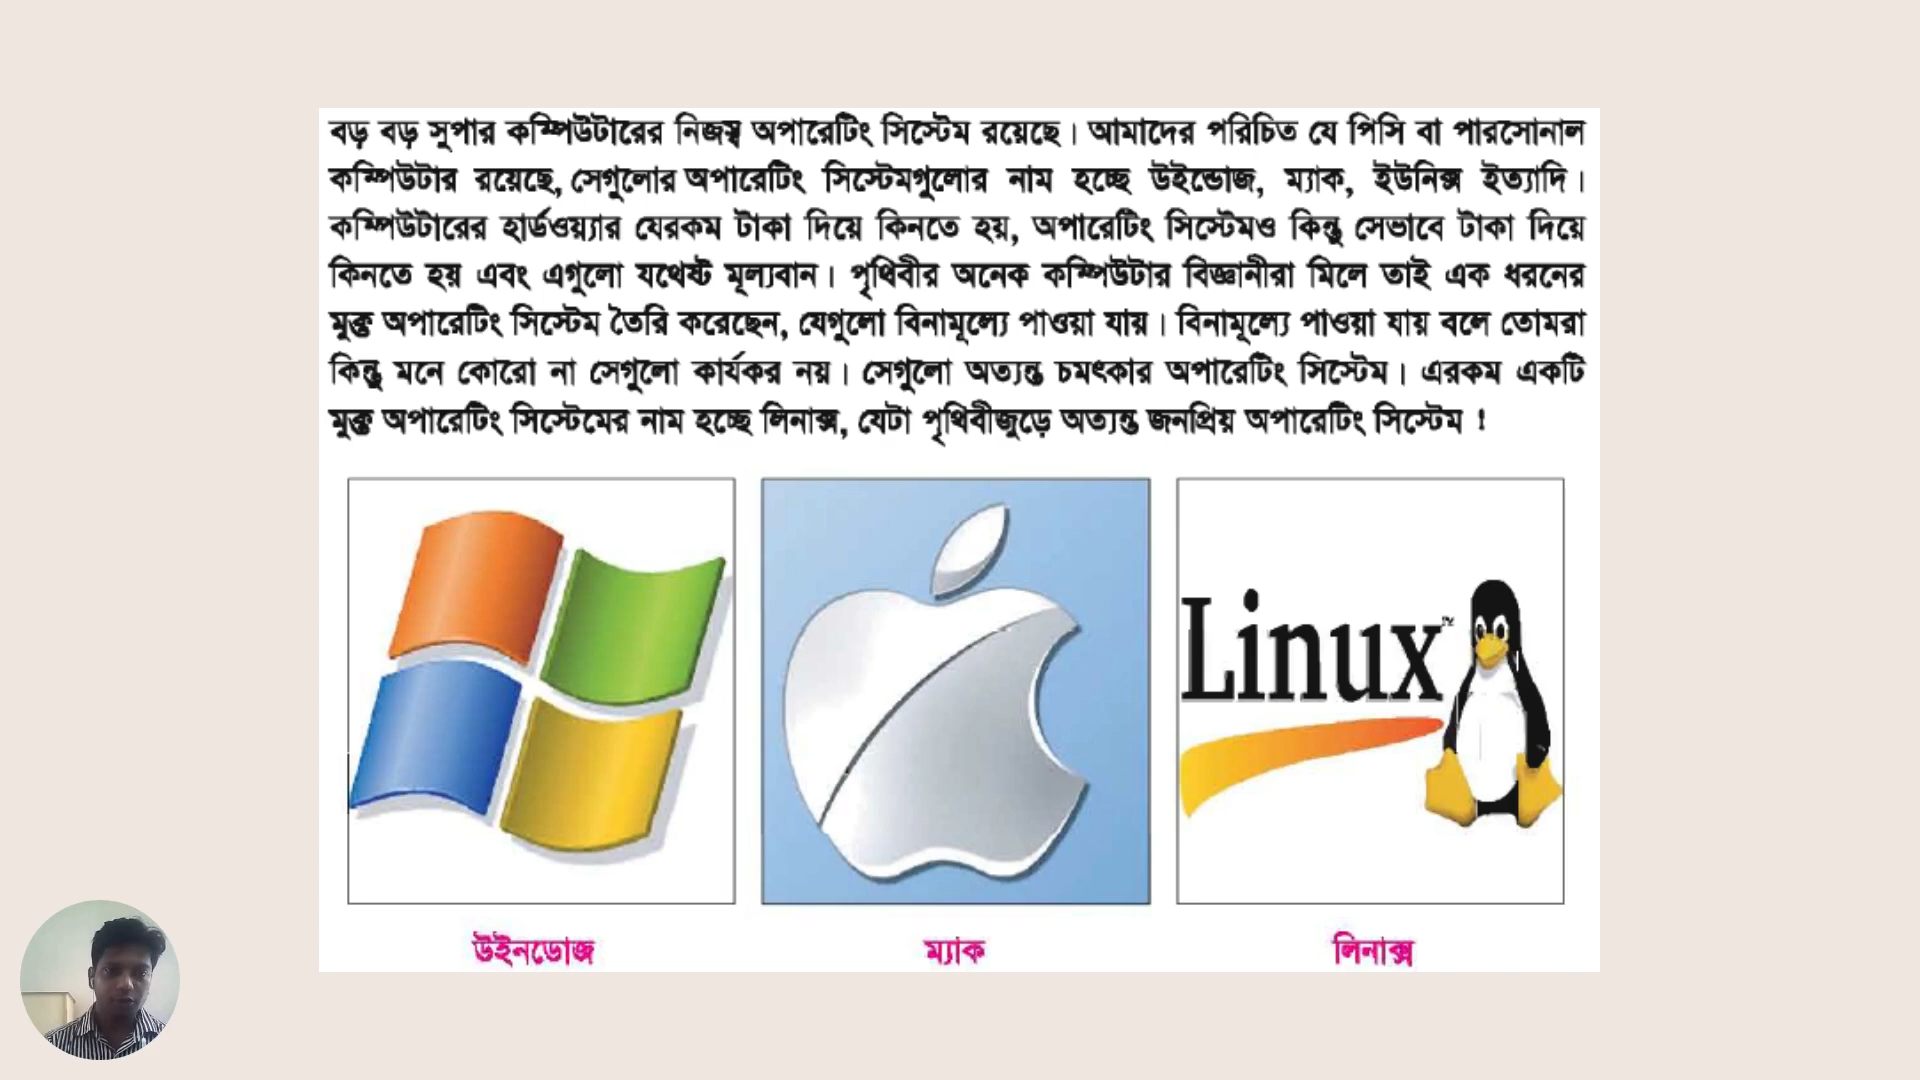 বড় বড় সুপার কম্পিউটারের নিজস্ব অপারেটিং সিস্টেম রয়েছে। আমাদের পরিচিত যে পিসি বা পারসোনাল
কম্পিউটার রয়েছে, সেগুলোর অপারেটিং সিস্টেমগুলোর নাম হচ্ছে উইন্ডোজ, ম্যাক, ইউনিক্স ইত্যাদি।
কম্পিউটারের হার্ডওয়্যার যেরকম টাকা দিয়ে কিনতে হয়, অপারেটিং সিস্টেমও কিন্তু সেভাবে টাকা দিয়ে
কিনতে হয় এবং এগুলো যথেষ্ট মূল্যবান। পৃথিবীর অনেক কম্পিউটার বিজ্ঞানীরা মিলে তাই এক ধরনের
মুক্ত অপারেটিং সিস্টেম তৈরি করেছেন, যেগুলো বিনামূল্যে পাওয়া যায়। বিনামূল্যে পাওয়া যায় বলে তোমরা
কিন্তু মনে কোরো না সেগুলো কার্যকর নয়। সেগুলো অত্যন্ত চমৎকার অপারেটিং সিস্টেম। এরকম একটি
মুক্ত অপারেটিং সিস্টেমের নাম হচ্ছে লিনাক্স, যেটা পৃথিবীজুড়ে অত্যন্ত জনপ্রিয় অপারেটিং সিস্টেম !
Linux™
উইনডোজ
ম্যাক
লিনাক্স